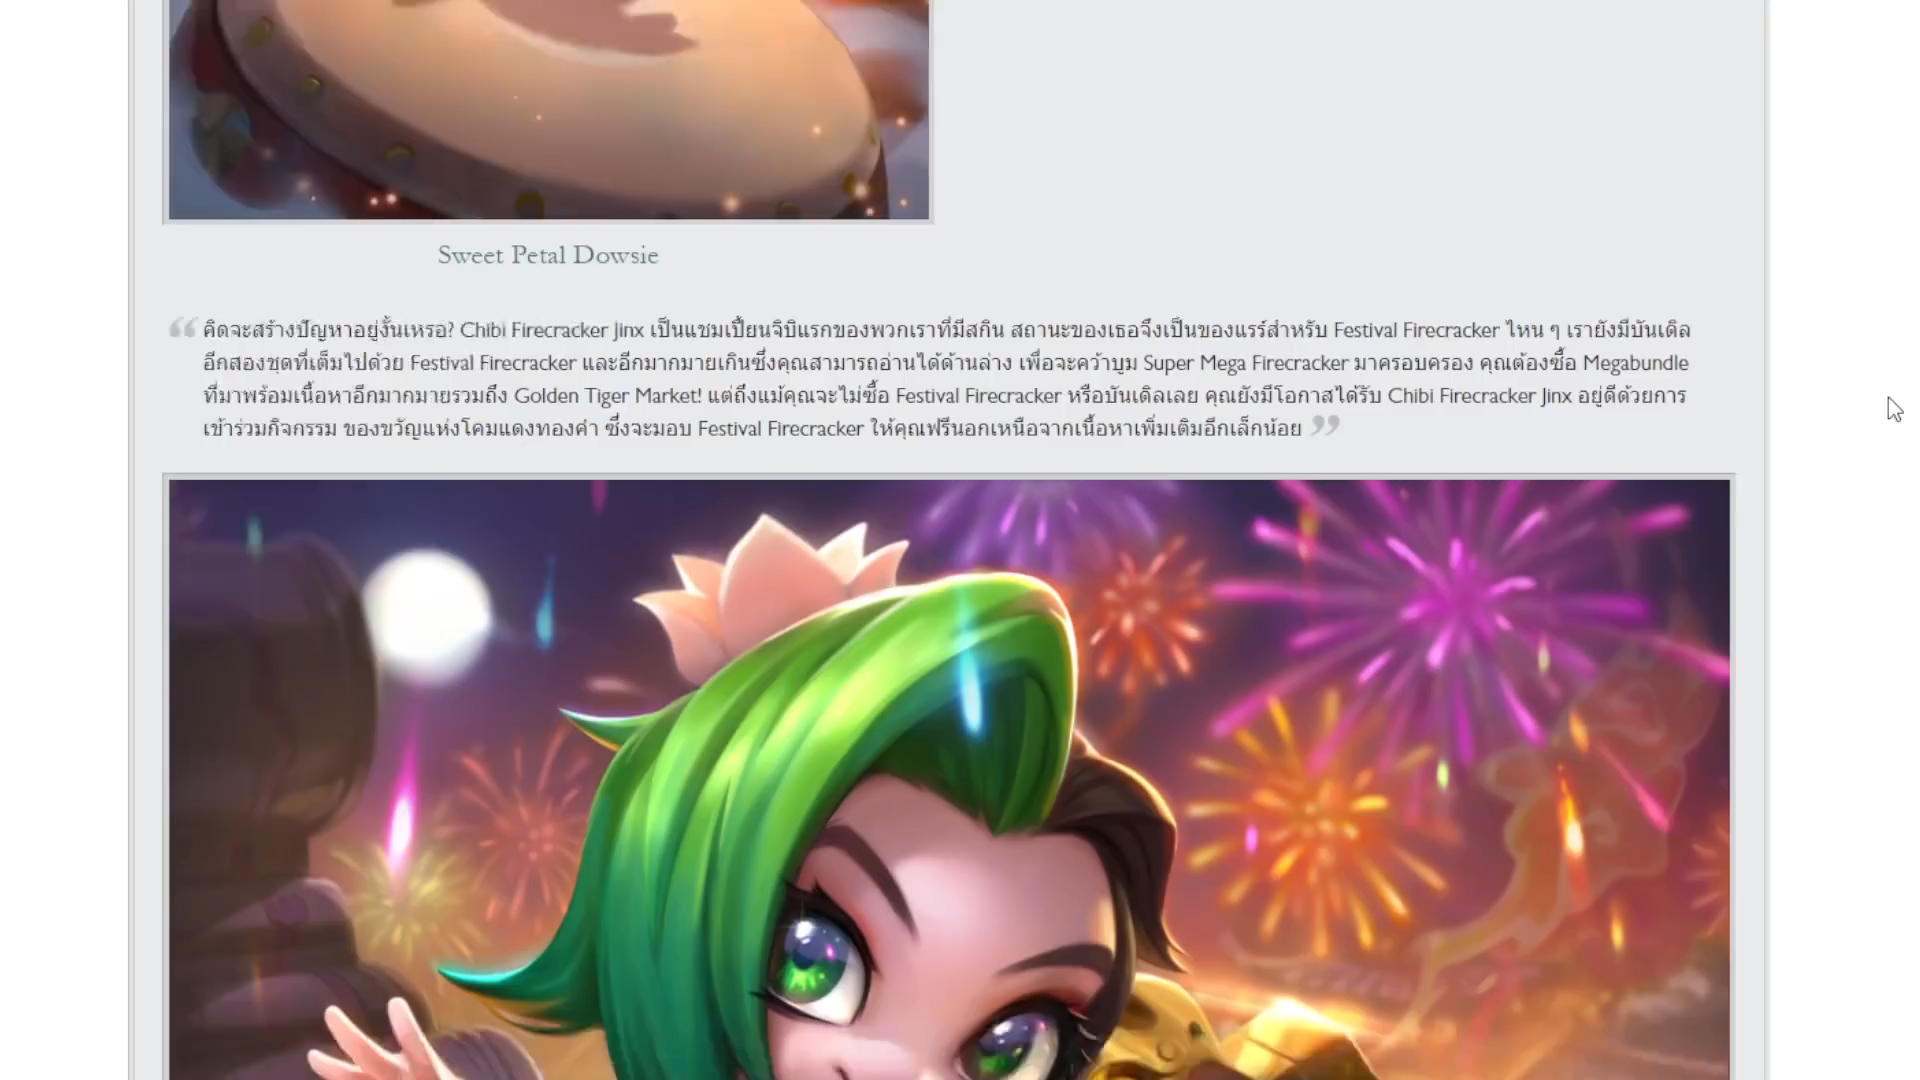 Sweet Petal Dowsie
“ คิดจะสร้างปัญหาอยู่งั้นเหรอ? Chibi Firecracker Jinx เป็นแชมเปี้ยนจิบิแรกของพวกเราที่มีสกิน สถานะของเธอจึงเป็นของแรร์สำหรับ Festival Firecracker ไหน ๆ เรายังมีบันเดิล
อีกสองชุดที่เต็มไปด้วย Festival Firecracker และอีกมากมายเกินซึ่งคุณสามารถอ่านได้ด้านล่าง เพื่อจะคว้าบูม Super Mega Firecracker มาครอบครอง คุณต้องซื้อ Megabundle
ที่มาพร้อมเนื้อหาอีกมากมายรวมถึง Golden Tiger Market! แต่ถึงแม้คุณจะไม่ซื้อ Festival Firecracker หรือบันเดิลเลย คุณยังมีโอกาสได้รับ Chibi Firecracker Jinx อยู่ดีด้วยการ
เข้าร่วมกิจกรรม ของขวัญแห่งโคมแดงทองคำ ซึ่งจะมอบ Festival Firecracker ให้คุณฟรีนอกเหนือจากเนื้อหาเพิ่มเติมอีกเล็กน้อย ”